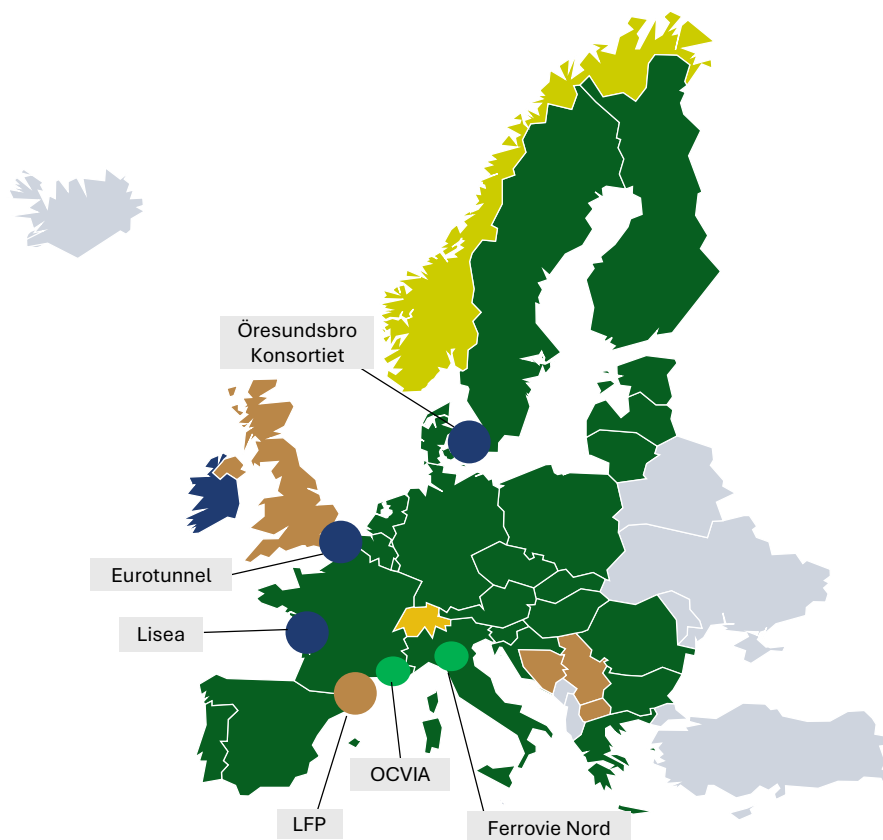 Öresundsbro
Konsortiet
Eurotunnel
Lisea
OCVIA
LFP
Ferrovie Nord